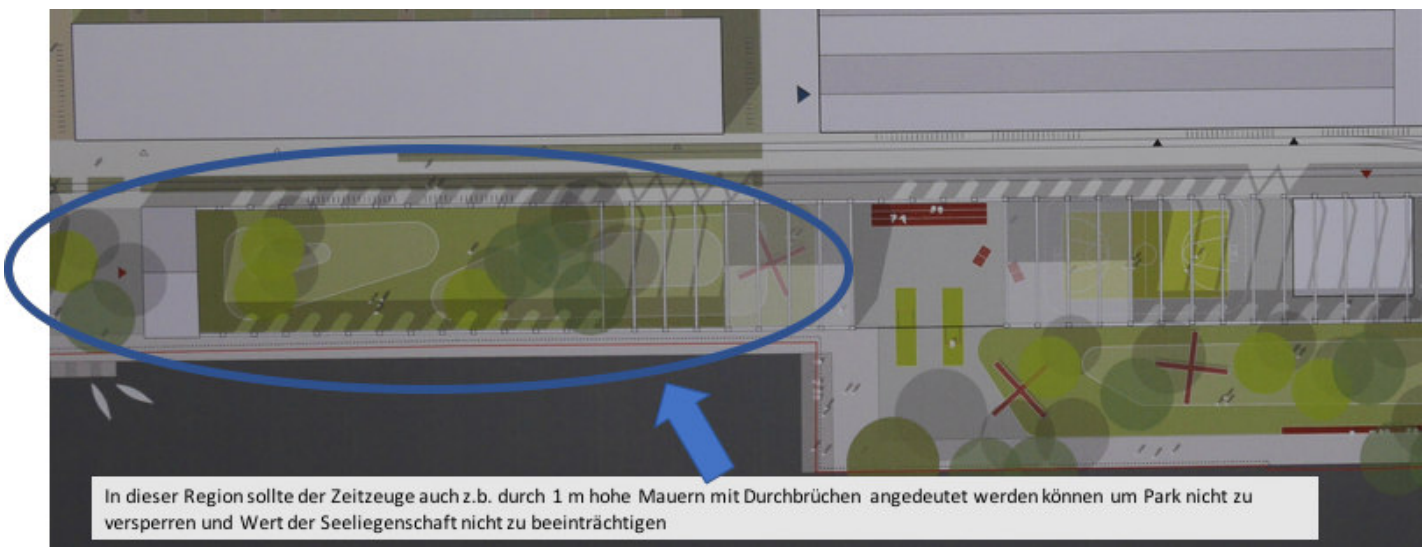 In dieser Region sollte der Zeitzeuge auch z.b. durch 1 m hohe Mauern mit Durchbrüchen angedeutet werden können um Park nicht zu
versperren und Wert der Seeliegenschaft nicht zu beeinträchtigen